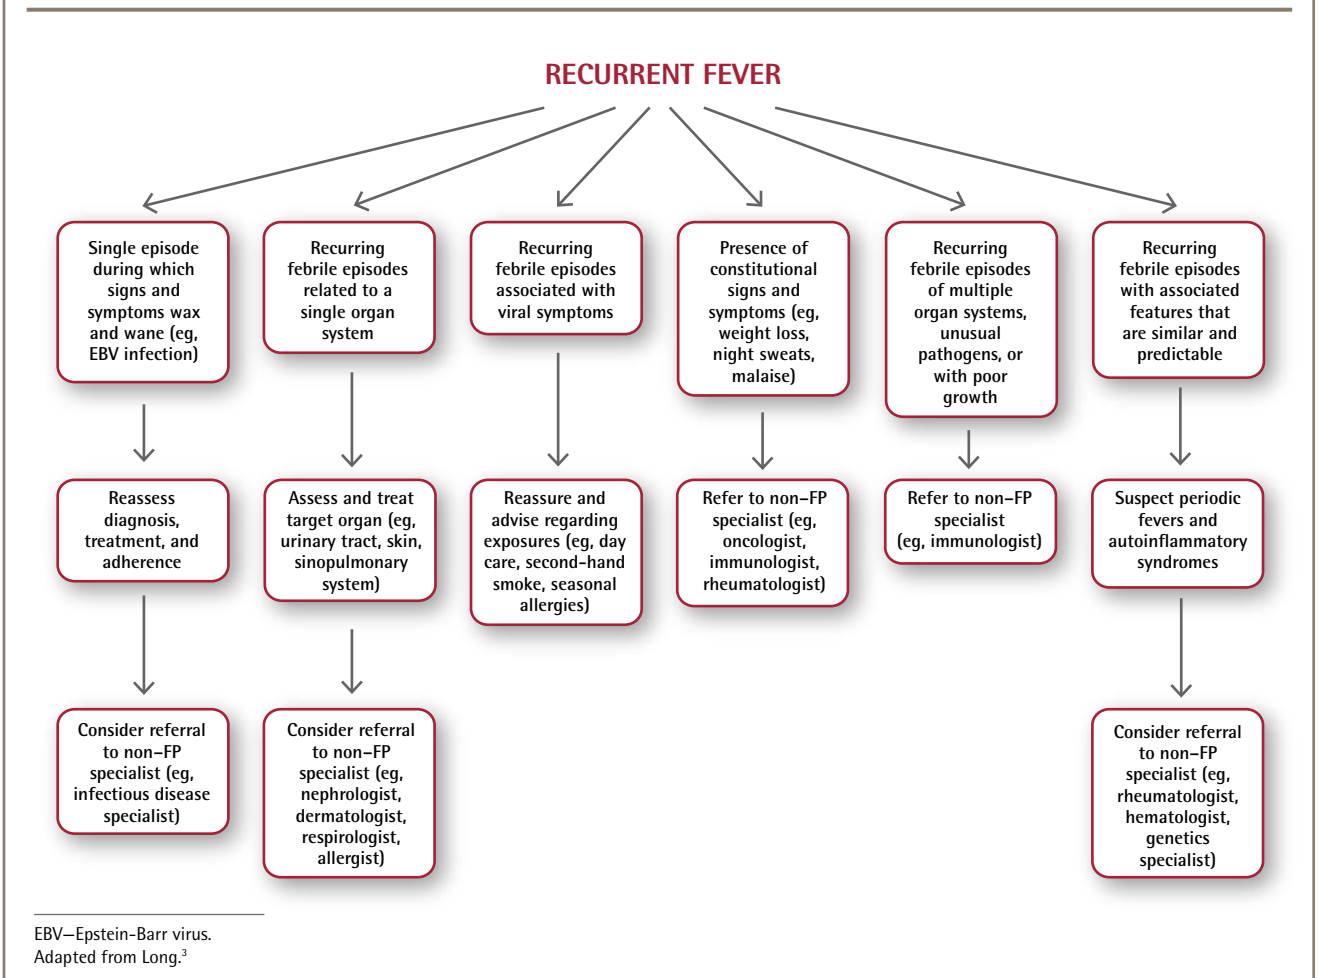 RECURRENT FEVER
Single episode
during which
signs and
symptoms wax
and wane (eg,
EBV infection)
Recurring
febrile episodes
related to a
single organ
system
Recurring
febrile episodes
associated with
viral symptoms
Presence of
constitutional
signs and
symptoms (eg,
weight loss,
night sweats,
malaise)
Recurring
febrile episodes
of multiple
organ systems,
unusual
pathogens, or
with poor
growth
Recurring
febrile episodes
with associated
features that
are similar and
predictable
Reassess
diagnosis,
treatment, and
adherence
Assess and treat
target organ (eg,
urinary tract, skin,
sinopulmonary
system)
Reassure and
advise regarding
exposures (eg, day
care, second-hand
smoke, seasonal
allergies)
Refer to non–FP
specialist (eg,
oncologist,
immunologist,
rheumatologist)
Refer to non–FP
specialist
(eg, immunologist)
Suspect periodic
fevers and
autoinflammatory
syndromes
Consider referral
to non–FP
specialist (eg,
infectious disease
specialist)
Consider referral
to non–FP
specialist (eg,
nephrologist,
dermatologist,
respirologist,
allergist)
Consider referral
to non–FP
specialist (eg,
rheumatologist,
hematologist,
genetics
specialist)
EBV—Epstein-Barr virus.
Adapted from Long.³